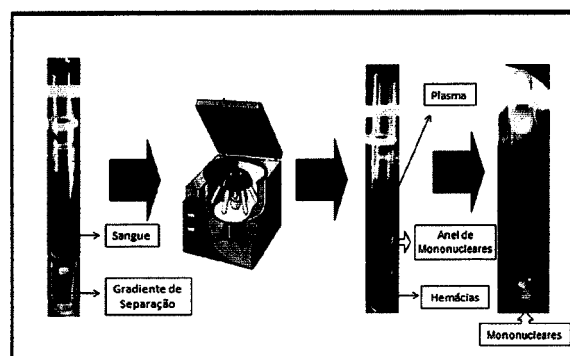 Sangue
Gradiente de
Separação
Plasma
Anel de
Mononucleares
Hemácias
Mononucleares